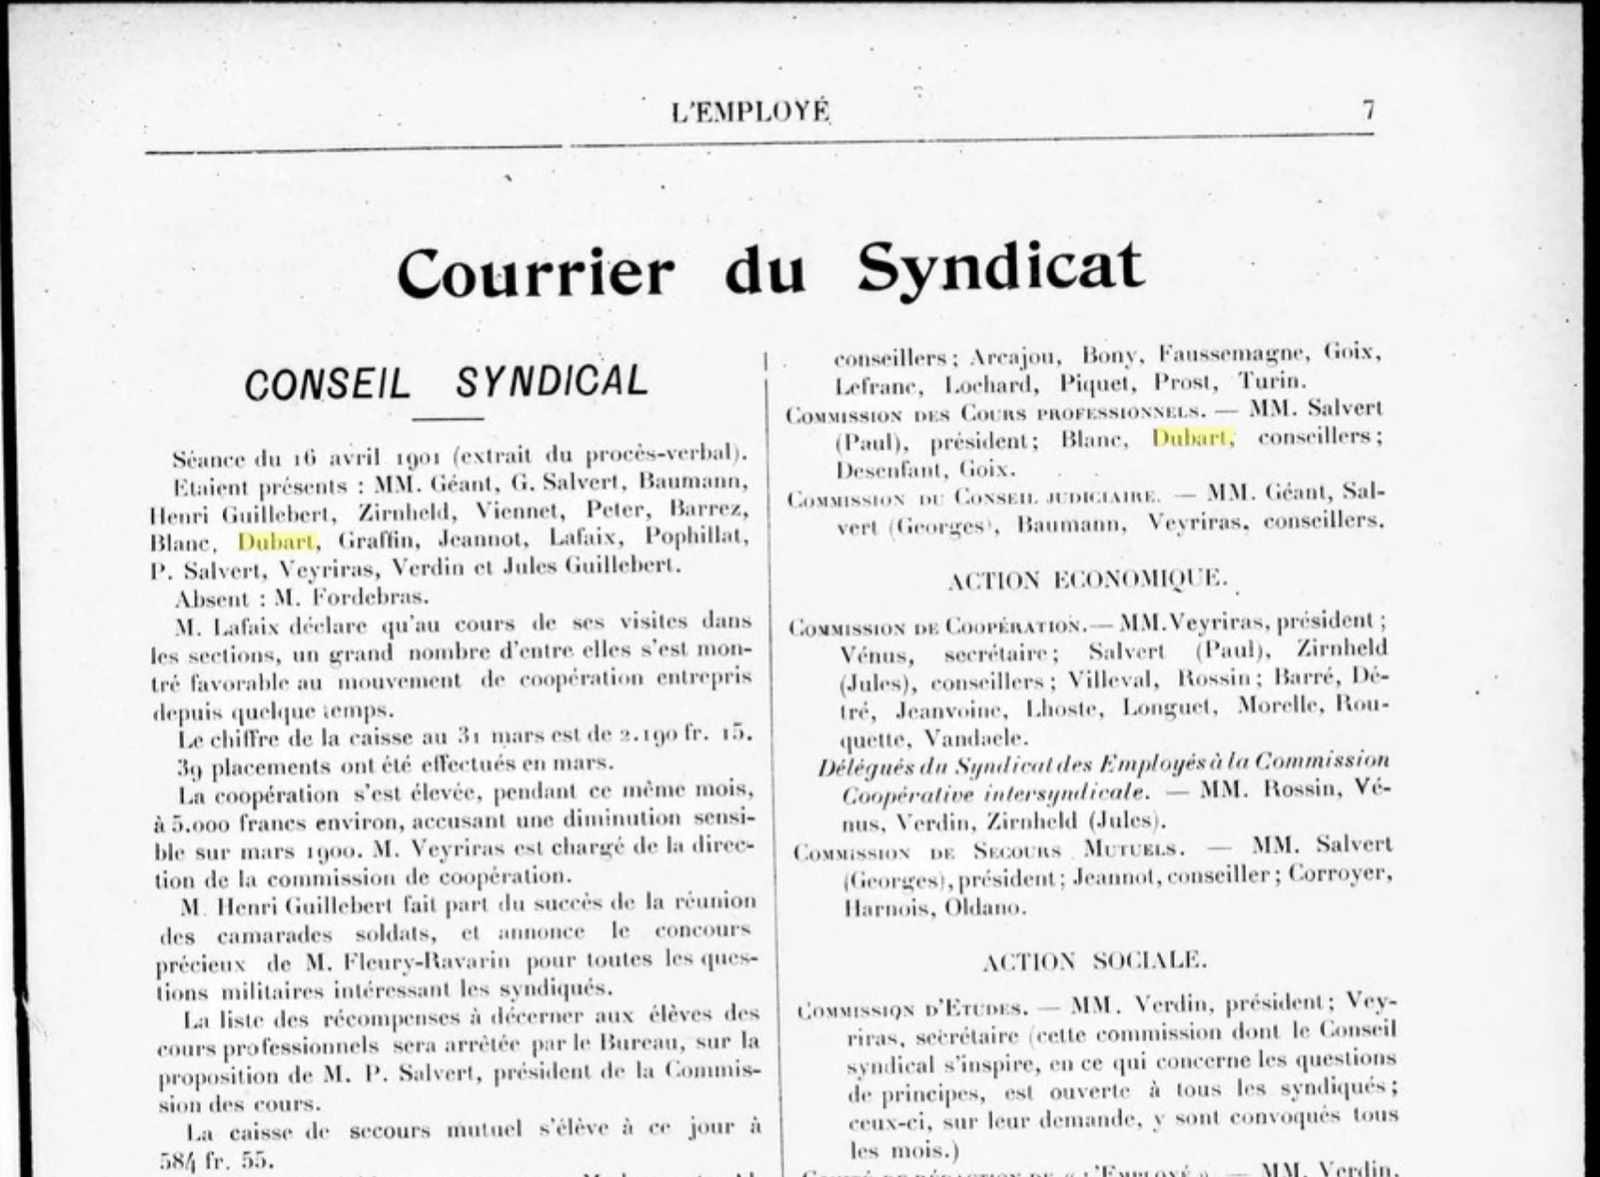 L'EMPLOYÉ
7
Courrier du Syndicat
CONSEIL SYNDICAL
Séance du 16 avril 1901 (extrait du procès-verbal).
Etaient présents : MM. Géant, G. Salvert, Baumann,
Henri Guillebert, Zirnheld, Viennet, Peter, Barrez,
Blanc, Dubart, Graffin, Jeannot, Lafaix, Pophillat,
P. Salvert, Veyriras, Verdin et Jules Guillebert.
Absent : M. Fordebras.
M. Lafaix déclare qu'au cours de ses visites dans
les sections, un grand nombre d'entre elles s'est mon-
tré favorable au mouvement de coopération entrepris
depuis quelque temps.
Le chiffre de la caisse au 31 mars est de 2.190 fr. 15.
39 placements ont été effectués en mars.
La coopération s'est élevée, pendant ce même mois,
à 5.000 francs environ, accusant une diminution sensi-
ble sur mars 1900. M. Veyriras est chargé de la direc-
tion de la commission de coopération.
M. Henri Guillebert fait part du succès de la réunion
des camarades soldats, et annonce le concours
précieux de M. Fleury-Ravarin pour toutes les ques-
tions militaires intéressant les syndiqués.
La liste des récompenses à décerner aux élèves des
cours professionnels sera arrêtée par le Bureau, sur la
proposition de M. P. Salvert, président de la Commis-
sion des cours.
La caisse de secours mutuel s'élève à ce jour à
584 fr. 55.
conseillers ; Arcajou, Bony, Faussemagne, Goix,
Lefranc, Lochard, Piquet, Prost, Turin.
COMMISSION DES COURS PROFESSIONNELS. — MM. Salvert
(Paul), président ; Blanc, Dubart, conseillers ;
Desenfant, Goix.
COMMISSION DU CONSEIL JUDICIAIRE. — MM. Géant, Sal-
vert (Georges), Baumann, Veyriras, conseillers.
ACTION ECONOMIQUE.
COMMISSION DE COOPÉRATION. — MM. Veyriras, président ;
Vénus, secrétaire ; Salvert (Paul), Zirnheld
(Jules), conseillers ; Villeval, Rossin ; Barré, Dé-
tré, Jeanvoine, Lhoste, Longuet, Morelle, Rou-
quette, Vandaele.
Délégués du Syndicat des Employés à la Commission
Coopérative intersyndicale. — MM. Rossin, Vé-
nus, Verdin, Zirnheld (Jules).
COMMISSION DE SECOURS MUTUELS. — MM. Salvert
(Georges), président ; Jeannot, conseiller ; Corroyer,
Harnois, Oldano.
ACTION SOCIALE.
COMMISSION D'ETUDES. — MM. Verdin, président ; Vey-
riras, secrétaire (cette commission dont le Conseil
syndical s'inspire, en ce qui concerne les questions
de principes, est ouverte à tous les syndiqués ;
ceux-ci, sur leur demande, y sont convoqués tous
les mois.)
COMITÉ DE RÉDACTION DE « L'EMPLOYÉ ». — MM. Verdin,